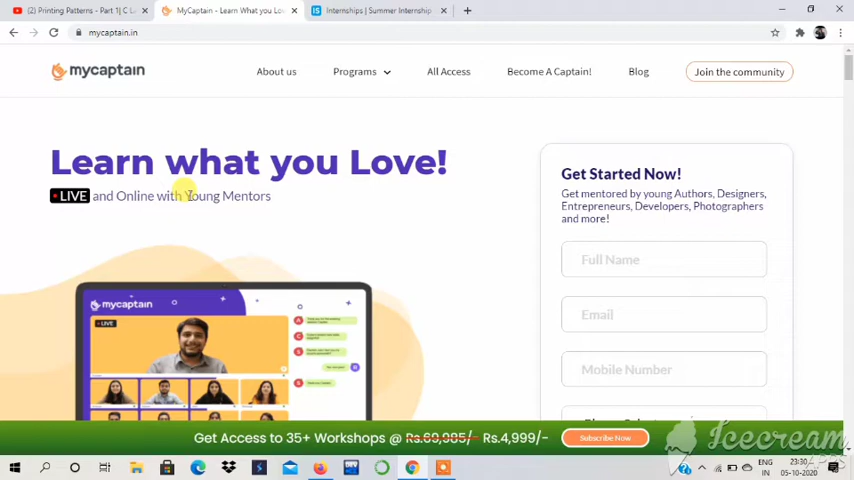 (2) Printing Patterns - Part 1| C L
MyCaptain - Learn What you Lov
Internships | Summer Internship
mycaptain.in
mycaptain
About us
Programs
All Access
Become A Captain!
Blog
Join the community
Learn what you Love!
LIVE and Online with Young Mentors
Get Started Now!
Get mentored by young Authors, Designers,
Entrepreneurs, Developers, Photographers
and more!
Full Name
Email
Mobile Number
mycaptain
LIVE
Get Access to 35+ Workshops @ Rs.69,985/- Rs.4,999/-
Subscribe Now
Icecream
APPS
ENG
IN
23:30
05-10-2020